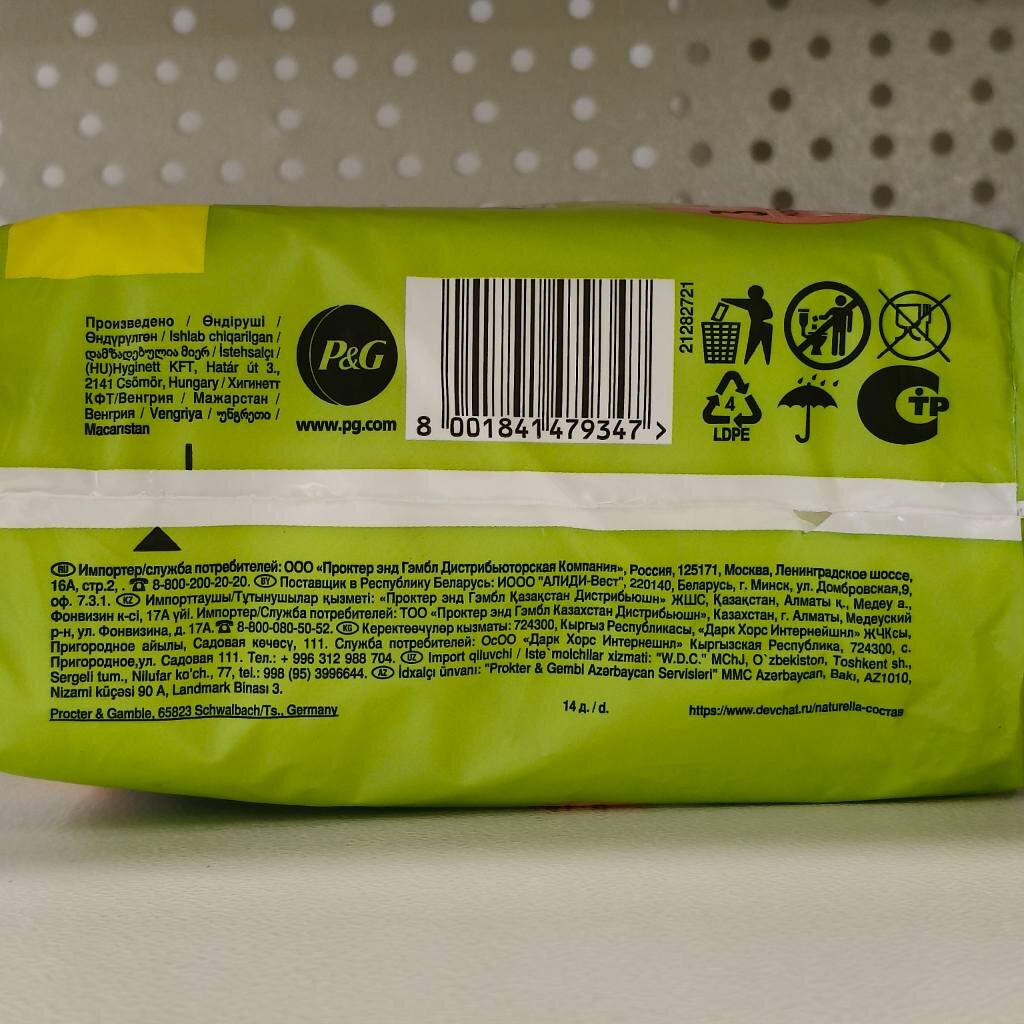 Произведено / Өндіруші /
Өндүрүлгөн / Ishlab chiqarilgan /
დამზადებულია მიერ / İstehsalçı /
(HU)Hyginett KFT, Határ út 3.,
2141 Csömör, Hungary / Хигинетт
КФТ/Венгрия / Мажарстан /
Венгрия / Vengriya / უნგრეთი /
Macarıstan
P&G
www.pg.com
8 001841 479347 >
21282721
4
LDPE
СТР
RU Импортер/служба потребителей: ООО «Проктер энд Гэмбл Дистрибьюторская Компания», Россия, 125171, Москва, Ленинградское шоссе,
16А, стр.2, . ☎ 8-800-200-20-20. BY Поставщик в Республику Беларусь: ИООО "АЛИДИ-Вест", 220140, Беларусь, г. Минск, ул. Домбровская,9,
оф. 7.3.1. KZ Импорттаушы/Тұтынушылар қызметі: «Проктер энд Гэмбл Қазақстан Дистрибьюшн» ЖШС, Қазақстан, Алматы қ., Медеу а.,
Фонвизин к-сі, 17А үйі. Импортер/Служба потребителей: ТОО «Проктер энд Гэмбл Казахстан Дистрибьюшн», Казахстан, г. Алматы, Медеуский
р-н, ул. Фонвизина, д. 17А. ☎ 8-800-080-50-52. KG Керектөөчүлөр кызматы: 724300, Кыргыз Республикасы, «Дарк Хорс Интернейшнл» ЖЧКсы,
Пригородное айылы, Садовая көчөсү, 111. Служба потребителей: ОсОО «Дарк Хорс Интернешнл» Кыргызская Республика, 724300, с.
Пригородное,ул. Садовая 111. Тел.: + 996 312 988 704. UZ Import qiluvchi / Iste`molchilar xizmati: "W.D.C." MChJ, O`zbekiston, Toshkent sh.,
Sergeli tum., Nilufar ko'ch., 77, tel.: 998 (95) 3996644. AZ İdxalçı ünvanı: "Prokter & Gembl Azərbaycan Servisləri" MMC Azərbaycan, Bakı, AZ1010,
Nizami küçəsi 90 A, Landmark Binası 3.
Procter & Gamble, 65823 Schwalbach/Ts., Germany
14 д. / d.
https://www.devchat.ru/naturella-состав